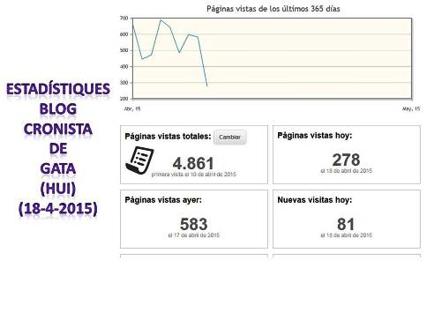 Páginas vistas de los últimos 365 días
700
600
500
400
300
200
Abr, 15
May, 15
ESTADÍSTIQUES
BLOG
CRONISTA
DE
GATA
(HUI)
(18-4-2015)
Páginas vistas totales: Cambiar
4.861
primera visita el 10 de abril de 2015
Páginas vistas hoy:
278
el 18 de abril de 2015
Páginas vistas ayer:
583
el 17 de abril de 2015
Nuevas visitas hoy:
81
el 18 de abril de 2015